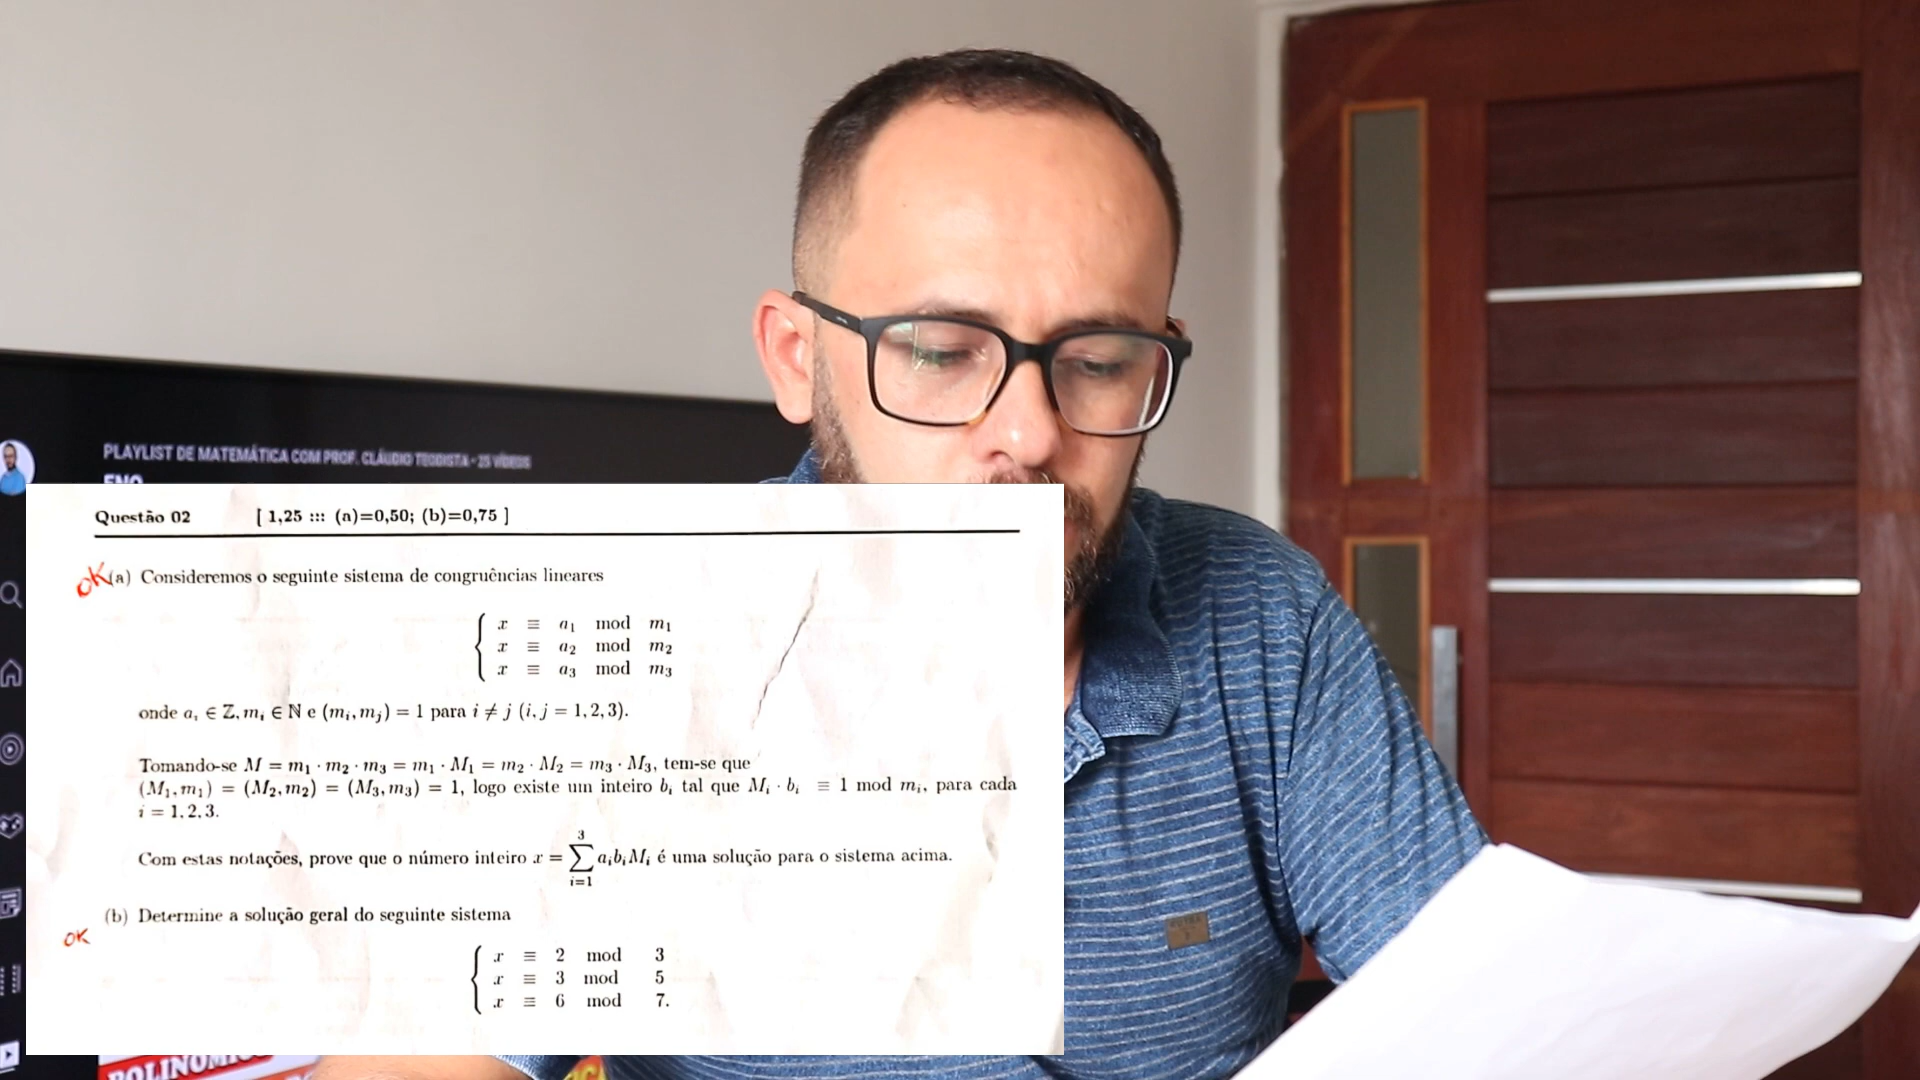 PLAYLIST DE MATEMÁTICA COM PROF. CLÁUDIO TEODISTA - 25 VÍDEOS
ENQ
Questão 02 [ 1,25 ::: (a)=0,50; (b)=0,75 ]
OK (a) Consideremos o seguinte sistema de congruências lineares
x ≡ a₁ mod m₁
x ≡ a₂ mod m₂
x ≡ a₃ mod m₃
onde aᵢ ∈ ℤ, mᵢ ∈ ℕ e (mᵢ, mⱼ) = 1 para i ≠ j (i, j = 1, 2, 3).
Tomando-se M = m₁ · m₂ · m₃ = m₁ · M₁ = m₂ · M₂ = m₃ · M₃, tem-se que
(M₁, m₁) = (M₂, m₂) = (M₃, m₃) = 1, logo existe um inteiro bᵢ tal que Mᵢ · bᵢ ≡ 1 mod mᵢ, para cada
i = 1, 2, 3.
Com estas notações, prove que o número inteiro x = ∑³ᵢ₌₁ aᵢbᵢMᵢ é uma solução para o sistema acima.
(b) Determine a solução geral do seguinte sistema
OK
x ≡ 2 mod 3
x ≡ 3 mod 5
x ≡ 6 mod 7.